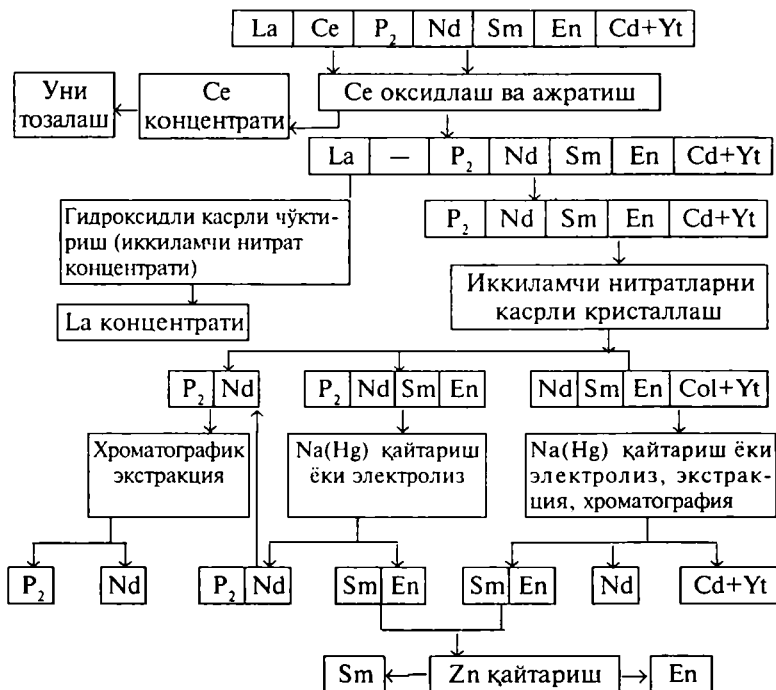 La Ce P₂ Nd Sm En Cd+Yt
Уни
тозалаш
Се
концентрати
Се оксидлаш ва ажратиш
La — P₂ Nd Sm En Cd+Yt
Гидроксидли касрли чўкти-
риш (иккиламчи нитрат
концентрати)
P₂ Nd Sm En Cd+Yt
La концентрати
Иккиламчи нитратларни
касрли кристаллаш
P₂ Nd
P₂ Nd Sm En
Nd Sm En Col+Yt
Хроматографик
экстракция
Na(Hg) қайтариш
ёки электролиз
Na(Hg) қайтариш ёки
электролиз, экстрак-
ция, хроматография
P₂
Nd
P₂ Nd
Sm En
Sm En
Nd
Cd+Yt
Sm
Zn қайтариш
En